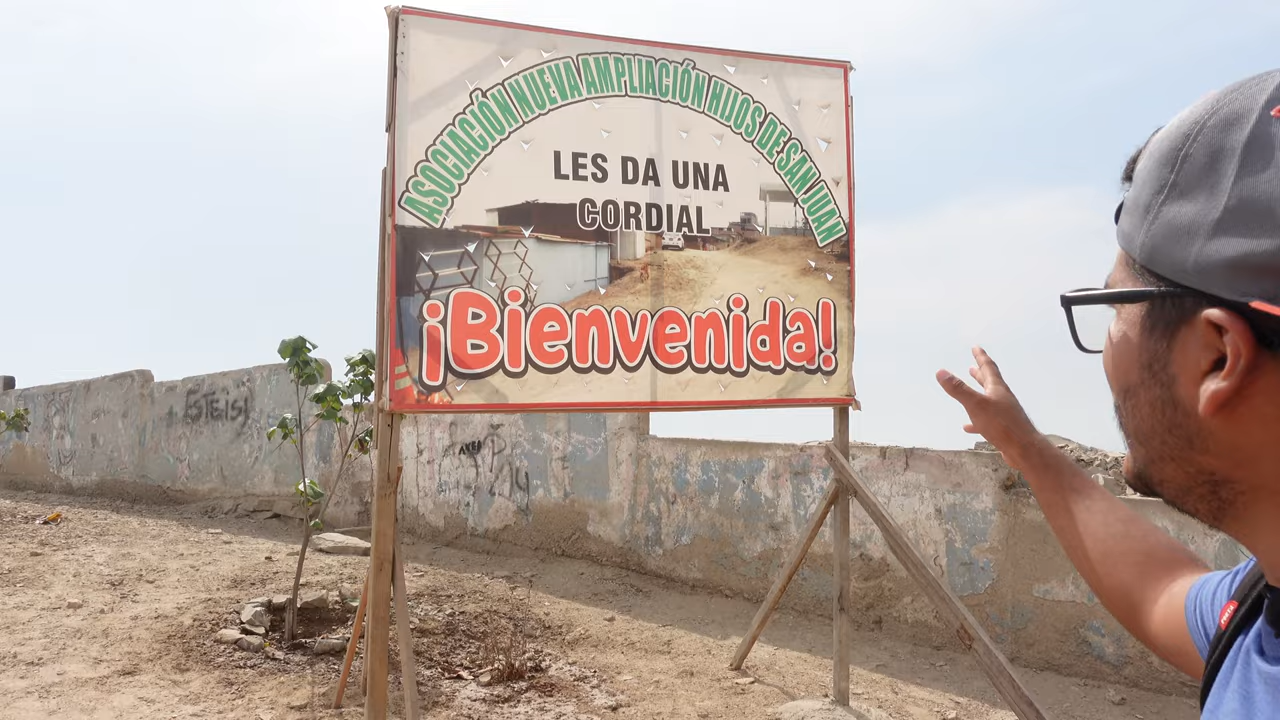 ASOCIACIÓN NUEVA AMPLIACIÓN HIJOS DE SAN JUAN
LES DA UNA
CORDIAL
¡Bienvenida!